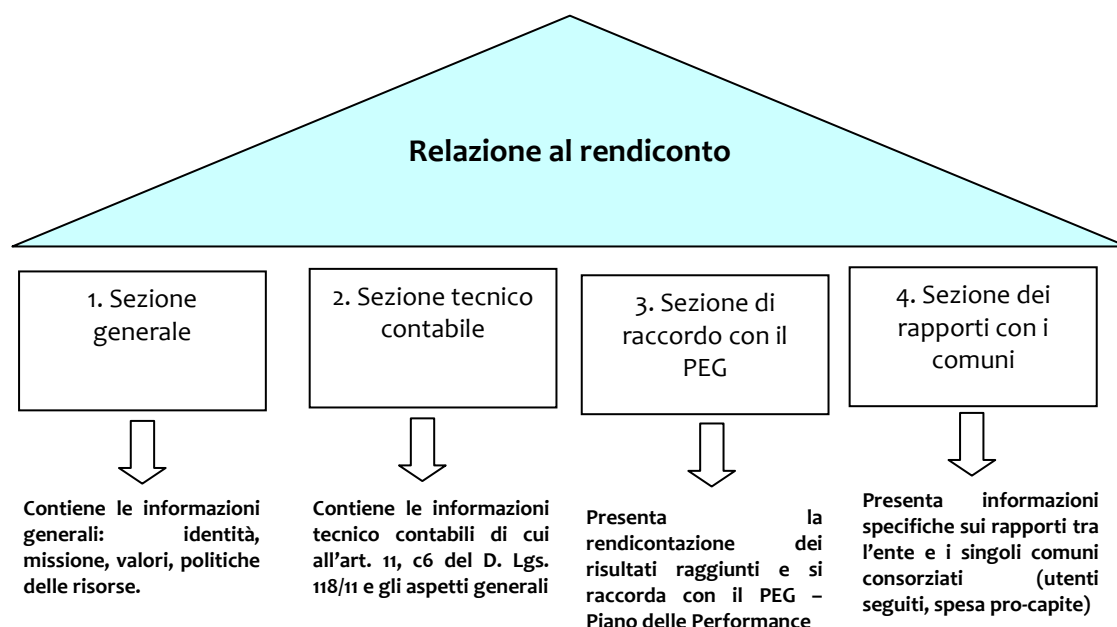 Relazione al rendiconto
1. Sezione
generale
2. Sezione tecnico
contabile
3. Sezione di
raccordo con il
PEG
4. Sezione dei
rapporti con i
comuni
Contiene le informazioni
generali: identità,
missione, valori, politiche
delle risorse.
Contiene le informazioni
tecnico contabili di cui
all’art. 11, c6 del D. Lgs.
118/11 e gli aspetti generali
Presenta la
rendicontazione dei
risultati raggiunti e si
raccorda con il PEG –
Piano delle Performance
Presenta informazioni
specifiche sui rapporti tra
l’ente e i singoli comuni
consorziati (utenti
seguiti, spesa pro-capite)